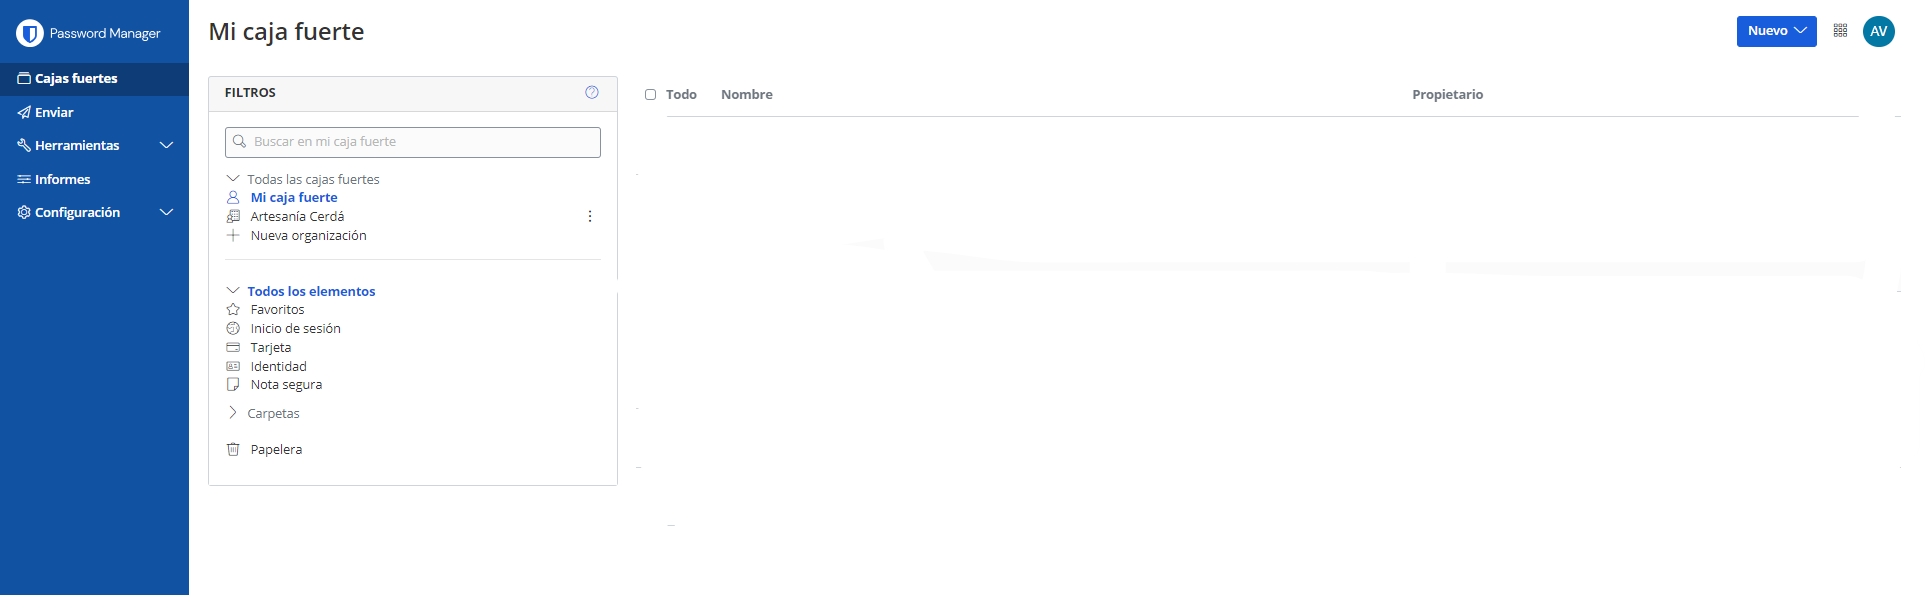 Password Manager
Cajas fuertes
Enviar
Herramientas
Informes
Configuración
Mi caja fuerte
Nuevo
AV
FILTROS
Buscar en mi caja fuerte
Todas las cajas fuertes
Mi caja fuerte
Artesanía Cerdá
Nueva organización
Todos los elementos
Favoritos
Inicio de sesión
Tarjeta
Identidad
Nota segura
Carpetas
Papelera
Todo Nombre Propietario